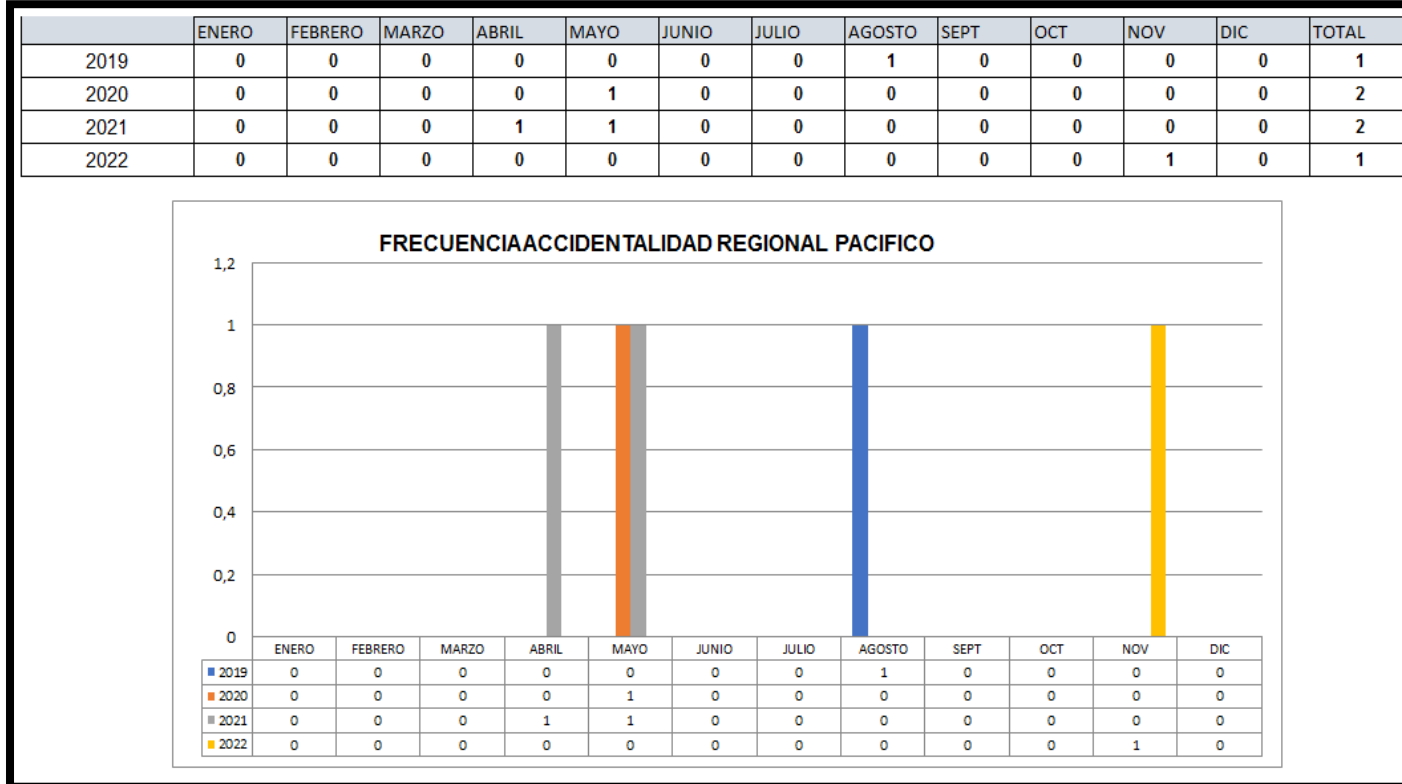 ENERO FEBRERO MARZO ABRIL MAYO JUNIO JULIO AGOSTO SEPT OCT NOV DIC TOTAL
2019 0 0 0 0 0 0 0 1 0 0 0 0 1
2020 0 0 0 0 1 0 0 0 0 0 0 0 2
2021 0 0 0 1 1 0 0 0 0 0 0 0 2
2022 0 0 0 0 0 0 0 0 0 0 1 0 1
FRECUENCIAACCIDENTALIDAD REGIONAL PACIFICO
1,2
1
0,8
0,6
0,4
0,2
0
ENERO FEBRERO MARZO ABRIL MAYO JUNIO JULIO AGOSTO SEPT OCT NOV DIC
2019 0 0 0 0 0 0 0 1 0 0 0 0
2020 0 0 0 0 1 0 0 0 0 0 0 0
2021 0 0 0 1 1 0 0 0 0 0 0 0
2022 0 0 0 0 0 0 0 0 0 0 1 0